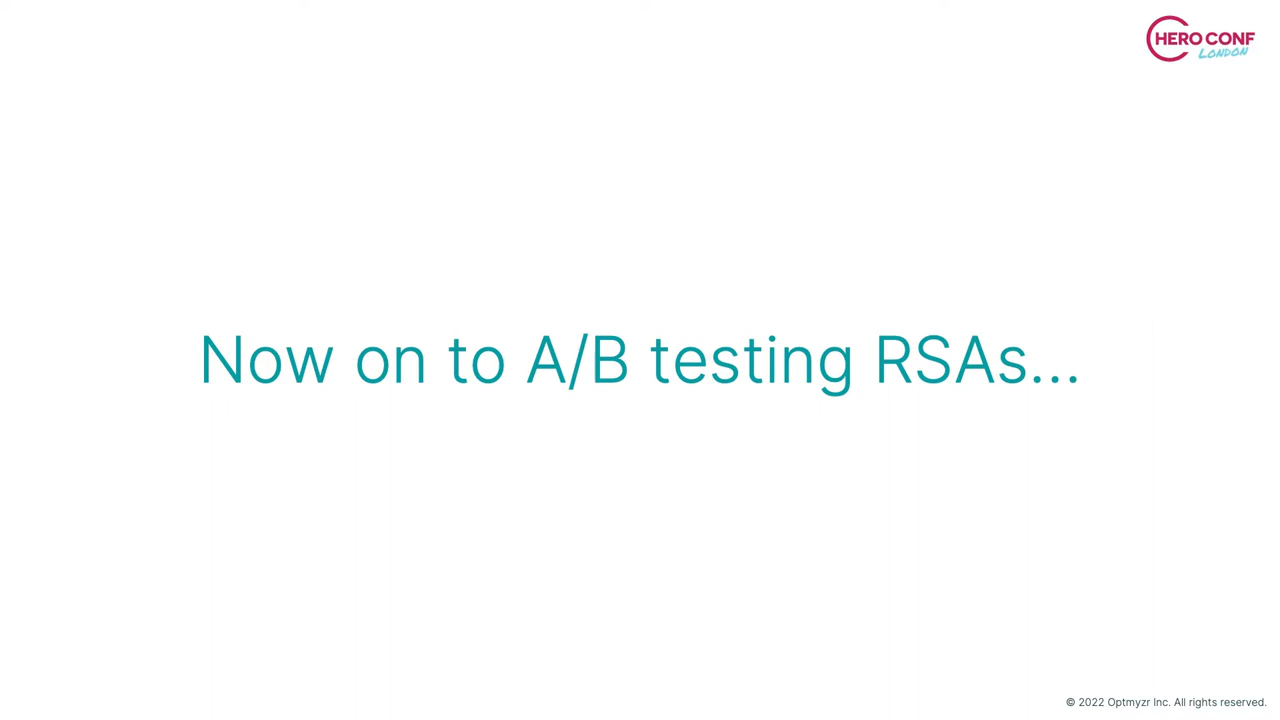 HERO CONF
LONDON
Now on to A/B testing RSAs...
© 2022 Optmyzr Inc. All rights reserved.